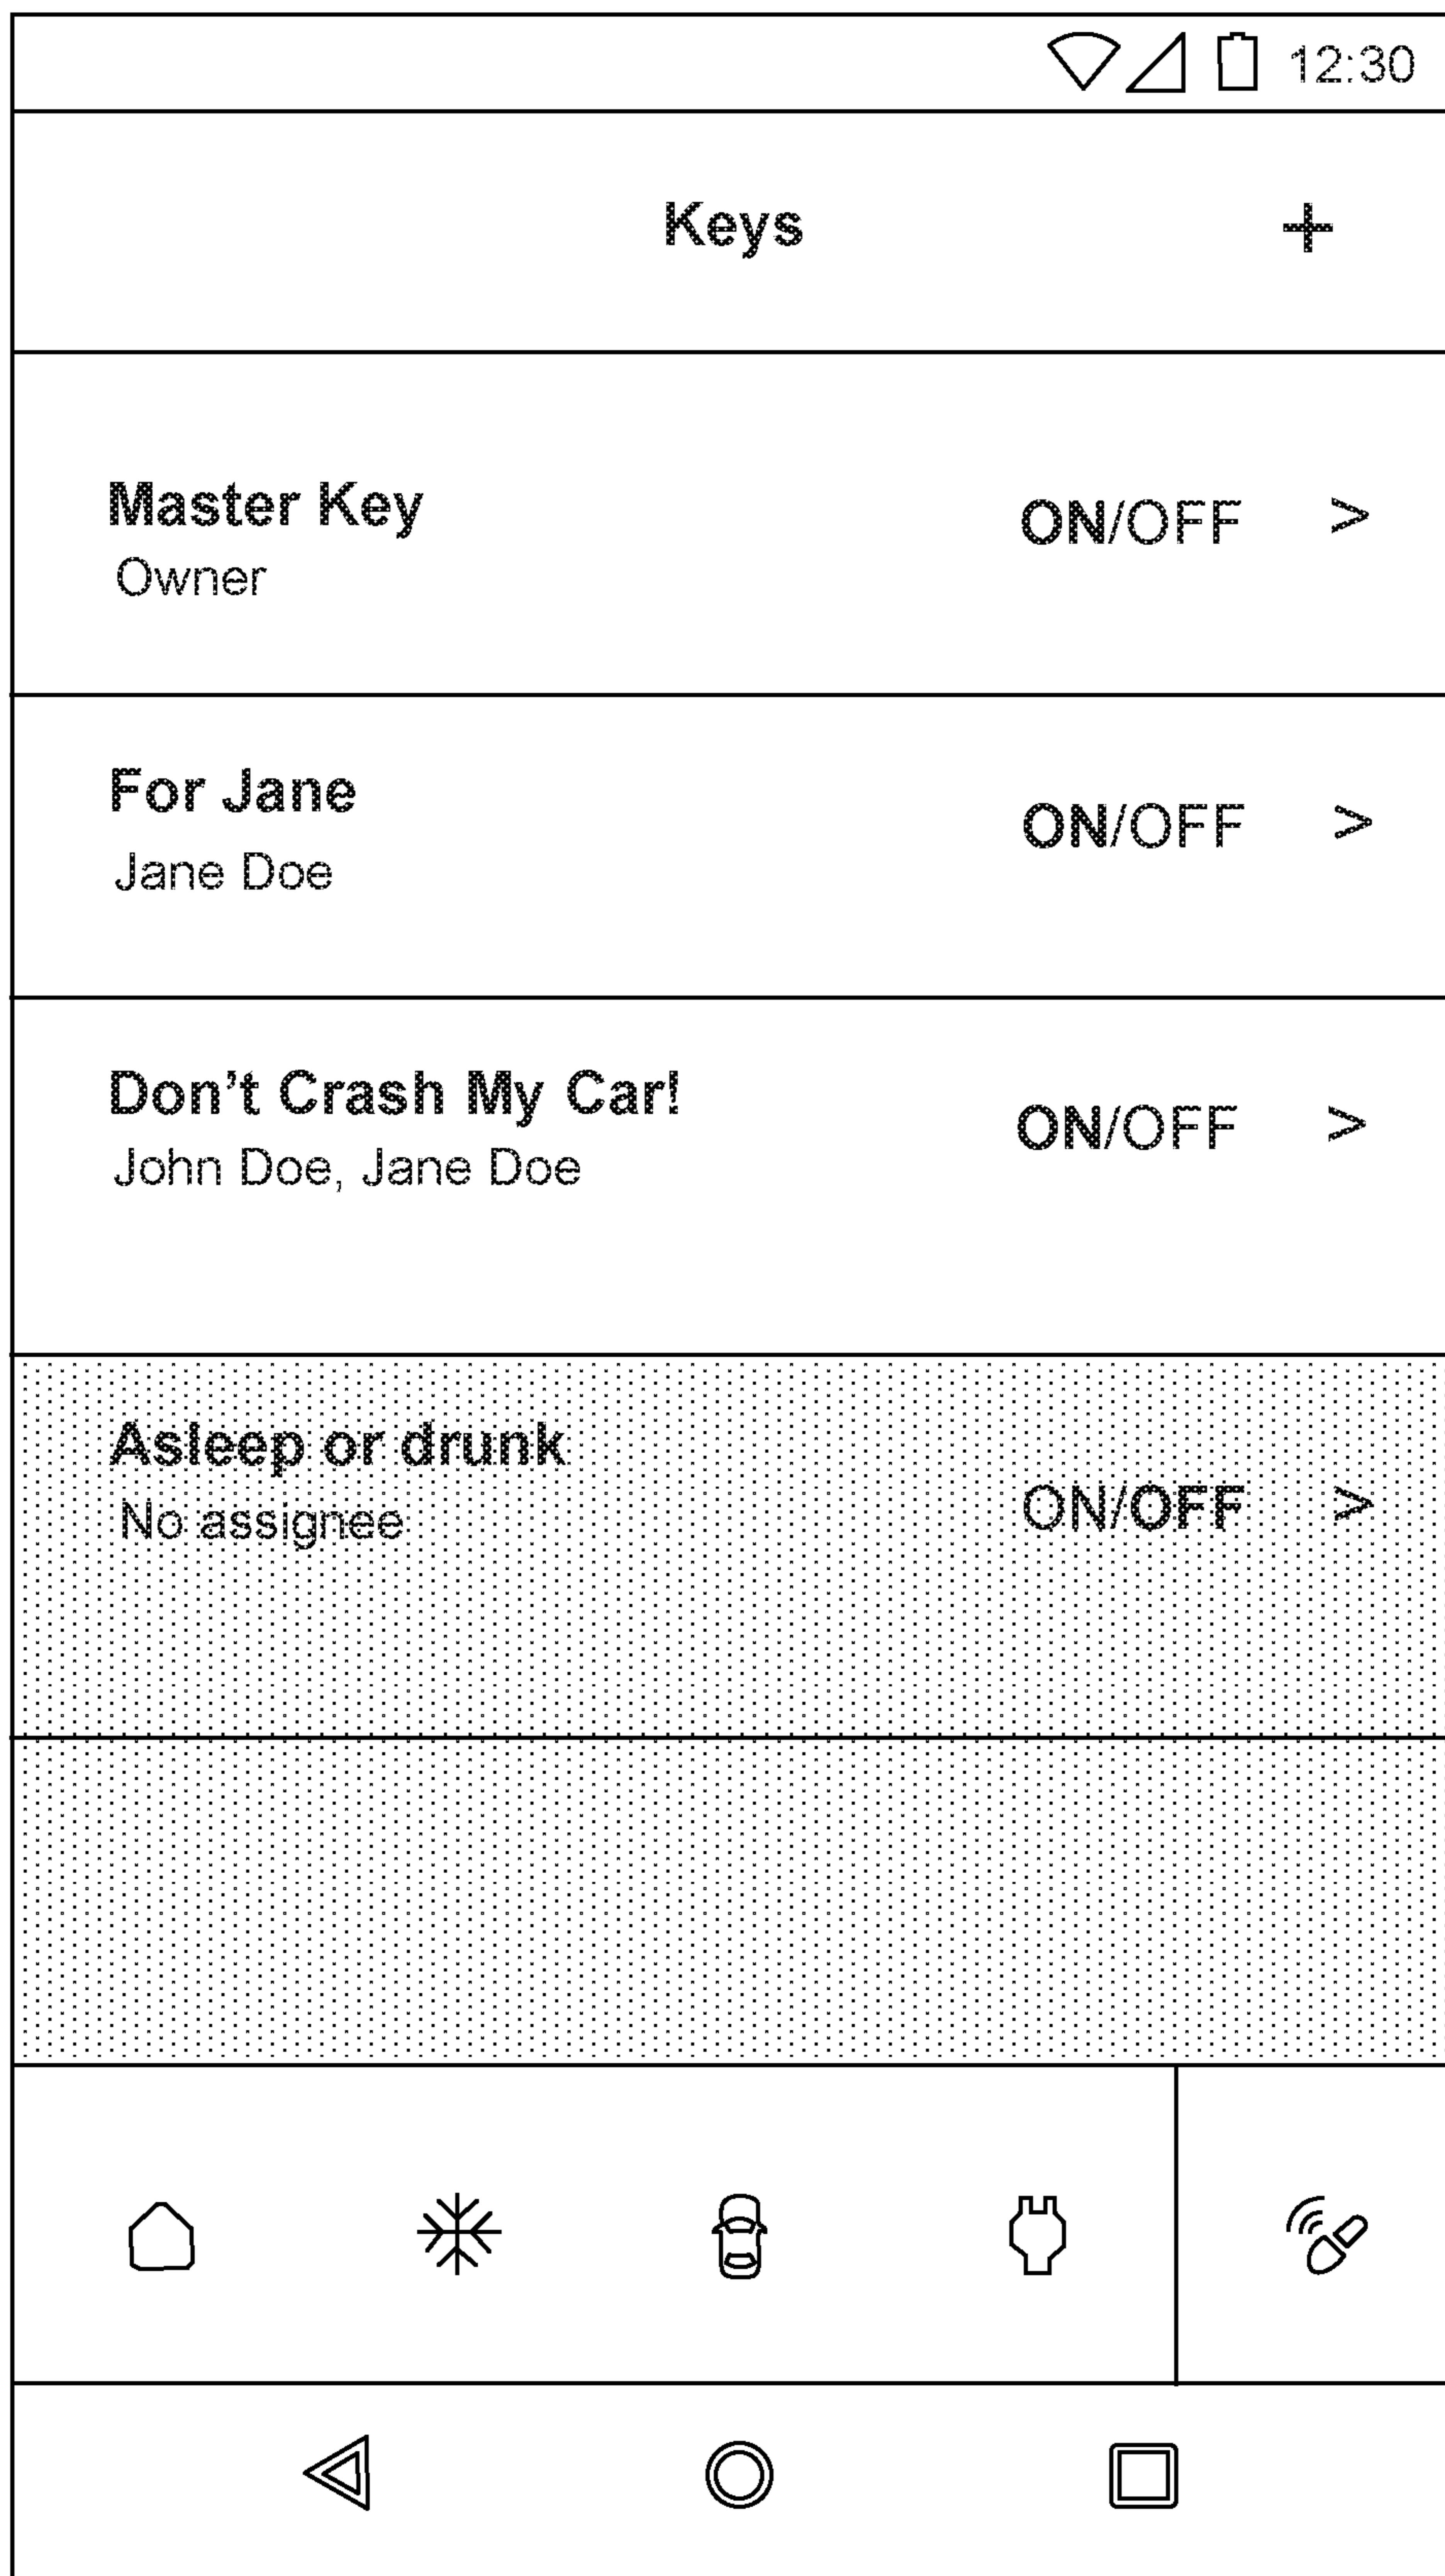 12:30
Keys +
Master Key
ON/OFF >
Owner
For Jane
ON/OFF >
Jane Doe
Don’t Crash My Car!
ON/OFF >
John Doe, Jane Doe
Asleep or drunk
ON/OFF >
No assignee